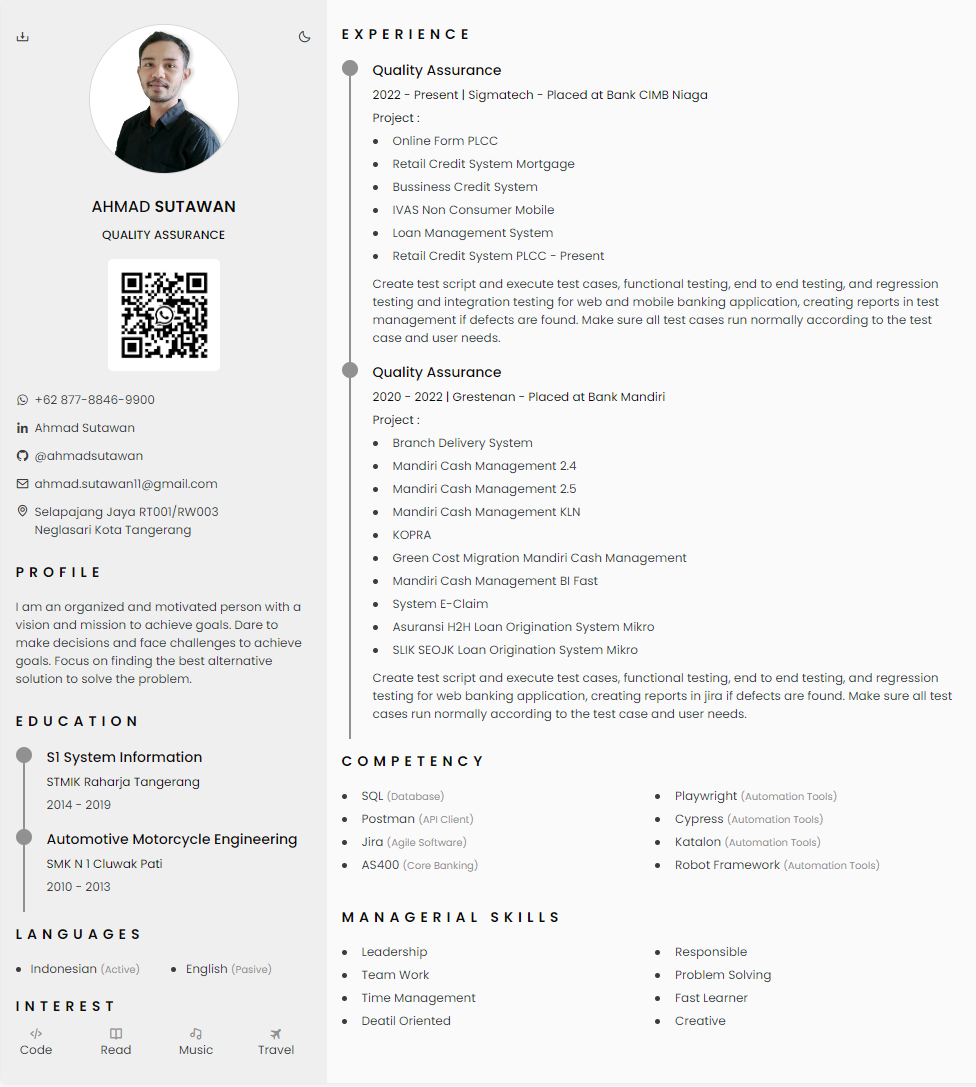 AHMAD SUTAWAN
QUALITY ASSURANCE
+62 877-8846-9900
Ahmad Sutawan
@ahmadsutawan
ahmad.sutawan11@gmail.com
Selapajang Jaya RT001/RW003
Neglasari Kota Tangerang
PROFILE
I am an organized and motivated person with a
vision and mission to achieve goals. Dare to
make decisions and face challenges to achieve
goals. Focus on finding the best alternative
solution to solve the problem.
EDUCATION
S1 System Information
STMIK Raharja Tangerang
2014 - 2019
Automotive Motorcycle Engineering
SMK N 1 Cluwak Pati
2010 - 2013
LANGUAGES
Indonesian (Active)
English (Pasive)
INTEREST
Code
Read
Music
Travel
EXPERIENCE
Quality Assurance
2022 - Present | Sigmatech - Placed at Bank CIMB Niaga
Project :
Online Form PLCC
Retail Credit System Mortgage
Bussiness Credit System
IVAS Non Consumer Mobile
Loan Management System
Retail Credit System PLCC - Present
Create test script and execute test cases, functional testing, end to end testing, and regression
testing and integration testing for web and mobile banking application, creating reports in test
management if defects are found. Make sure all test cases run normally according to the test
case and user needs.
Quality Assurance
2020 - 2022 | Grestenan - Placed at Bank Mandiri
Project :
Branch Delivery System
Mandiri Cash Management 2.4
Mandiri Cash Management 2.5
Mandiri Cash Management KLN
KOPRA
Green Cost Migration Mandiri Cash Management
Mandiri Cash Management BI Fast
System E-Claim
Asuransi H2H Loan Origination System Mikro
SLIK SEOJK Loan Origination System Mikro
Create test script and execute test cases, functional testing, end to end testing, and regression
testing for web banking application, creating reports in jira if defects are found. Make sure all test
cases run normally according to the test case and user needs.
COMPETENCY
SQL (Database)
Postman (API Client)
Jira (Agile Software)
AS400 (Core Banking)
Playwright (Automation Tools)
Cypress (Automation Tools)
Katalon (Automation Tools)
Robot Framework (Automation Tools)
MANAGERIAL SKILLS
Leadership
Team Work
Time Management
Deatil Oriented
Responsible
Problem Solving
Fast Learner
Creative